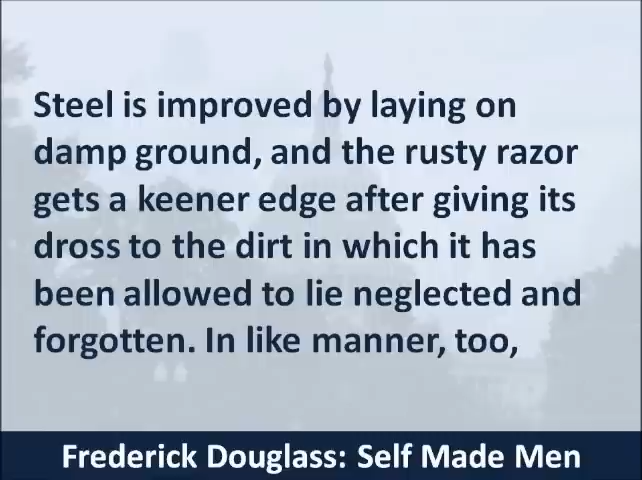 Steel is improved by laying on
damp ground, and the rusty razor
gets a keener edge after giving its
dross to the dirt in which it has
been allowed to lie neglected and
forgotten. In like manner, too,
Frederick Douglass: Self Made Men